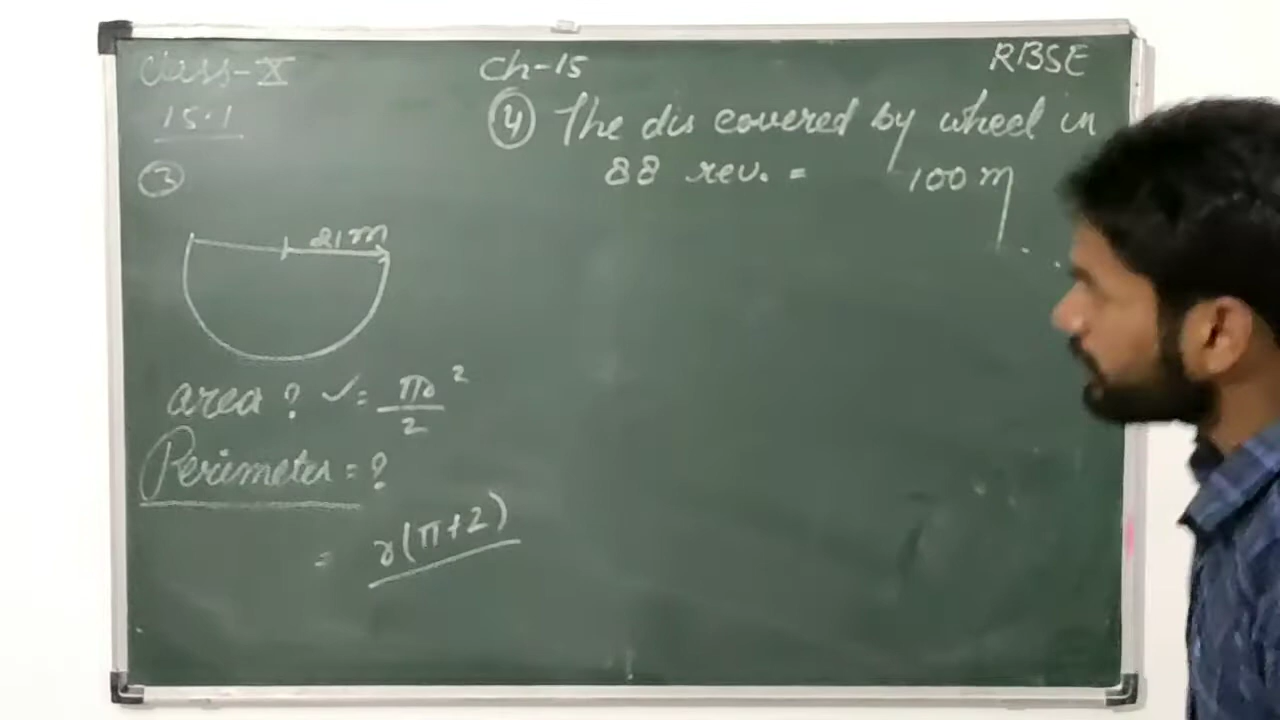 Class-X
Ch-15
RBSE
15.1
③
21m
area ? ✓ = πr²/2
Perimeter = ?
= r(π+2)
④ The dis covered by wheel in
88 rev. = 100 m